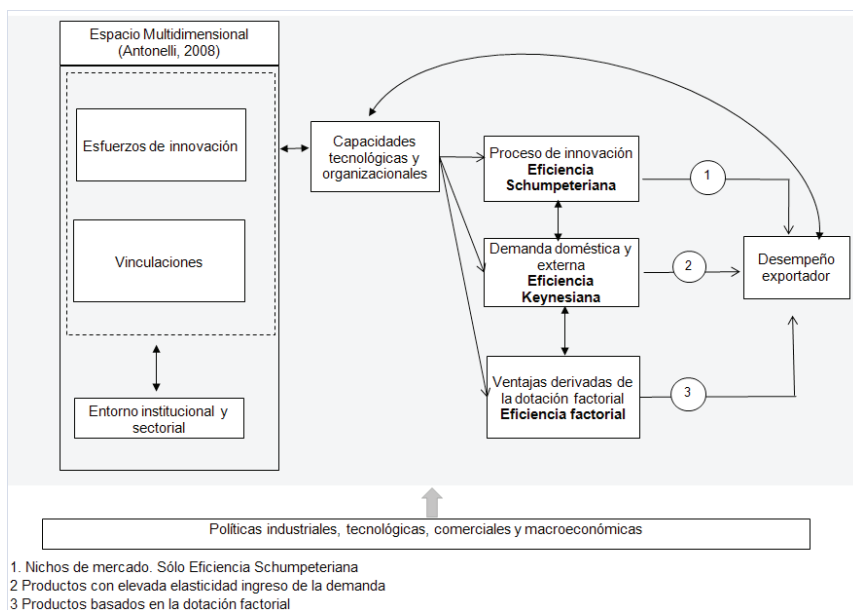 Espacio Multidimensional
(Antonelli, 2008)
Esfuerzos de innovación
Vinculaciones
Entorno institucional y
sectorial
Capacidades
tecnológicas y
organizacionales
Proceso de innovación
Eficiencia
Schumpeteriana
1
Demanda doméstica y
externa
Eficiencia
Keynesiana
2
Desempeño
exportador
Ventajas derivadas de
la dotación factorial
Eficiencia factorial
3
Políticas industriales, tecnológicas, comerciales y macroeconómicas
1. Nichos de mercado. Sólo Eficiencia Schumpeteriana
2 Productos con elevada elasticidad ingreso de la demanda
3 Productos basados en la dotación factorial